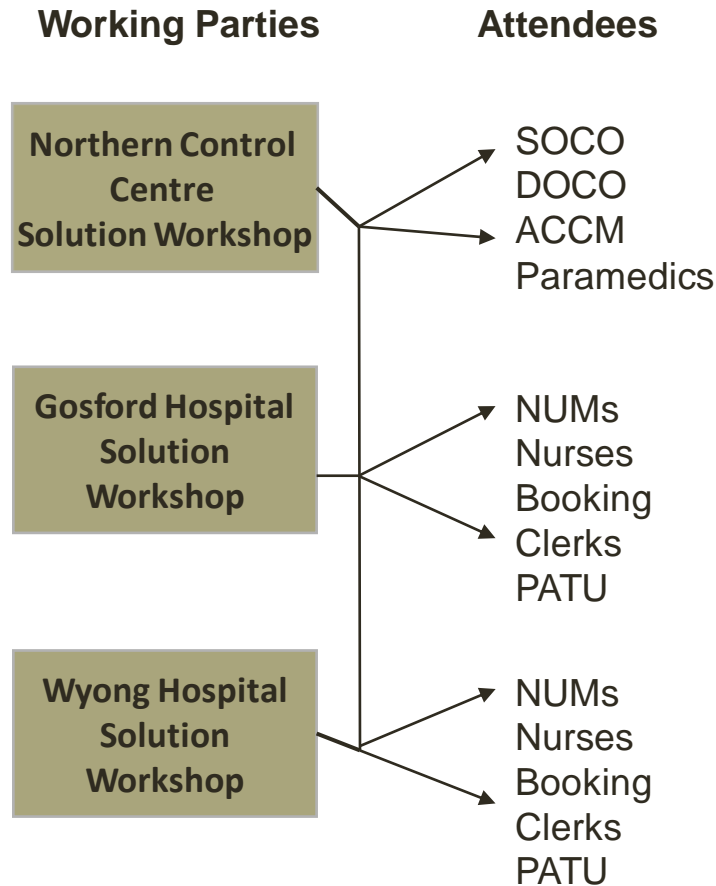 Working Parties
Attendees
Northern Control
Centre
Solution Workshop
SOCO
DOCO
ACCM
Paramedics
Gosford Hospital
Solution
Workshop
NUMs
Nurses
Booking
Clerks
PATU
Wyong Hospital
Solution
Workshop
NUMs
Nurses
Booking
Clerks
PATU